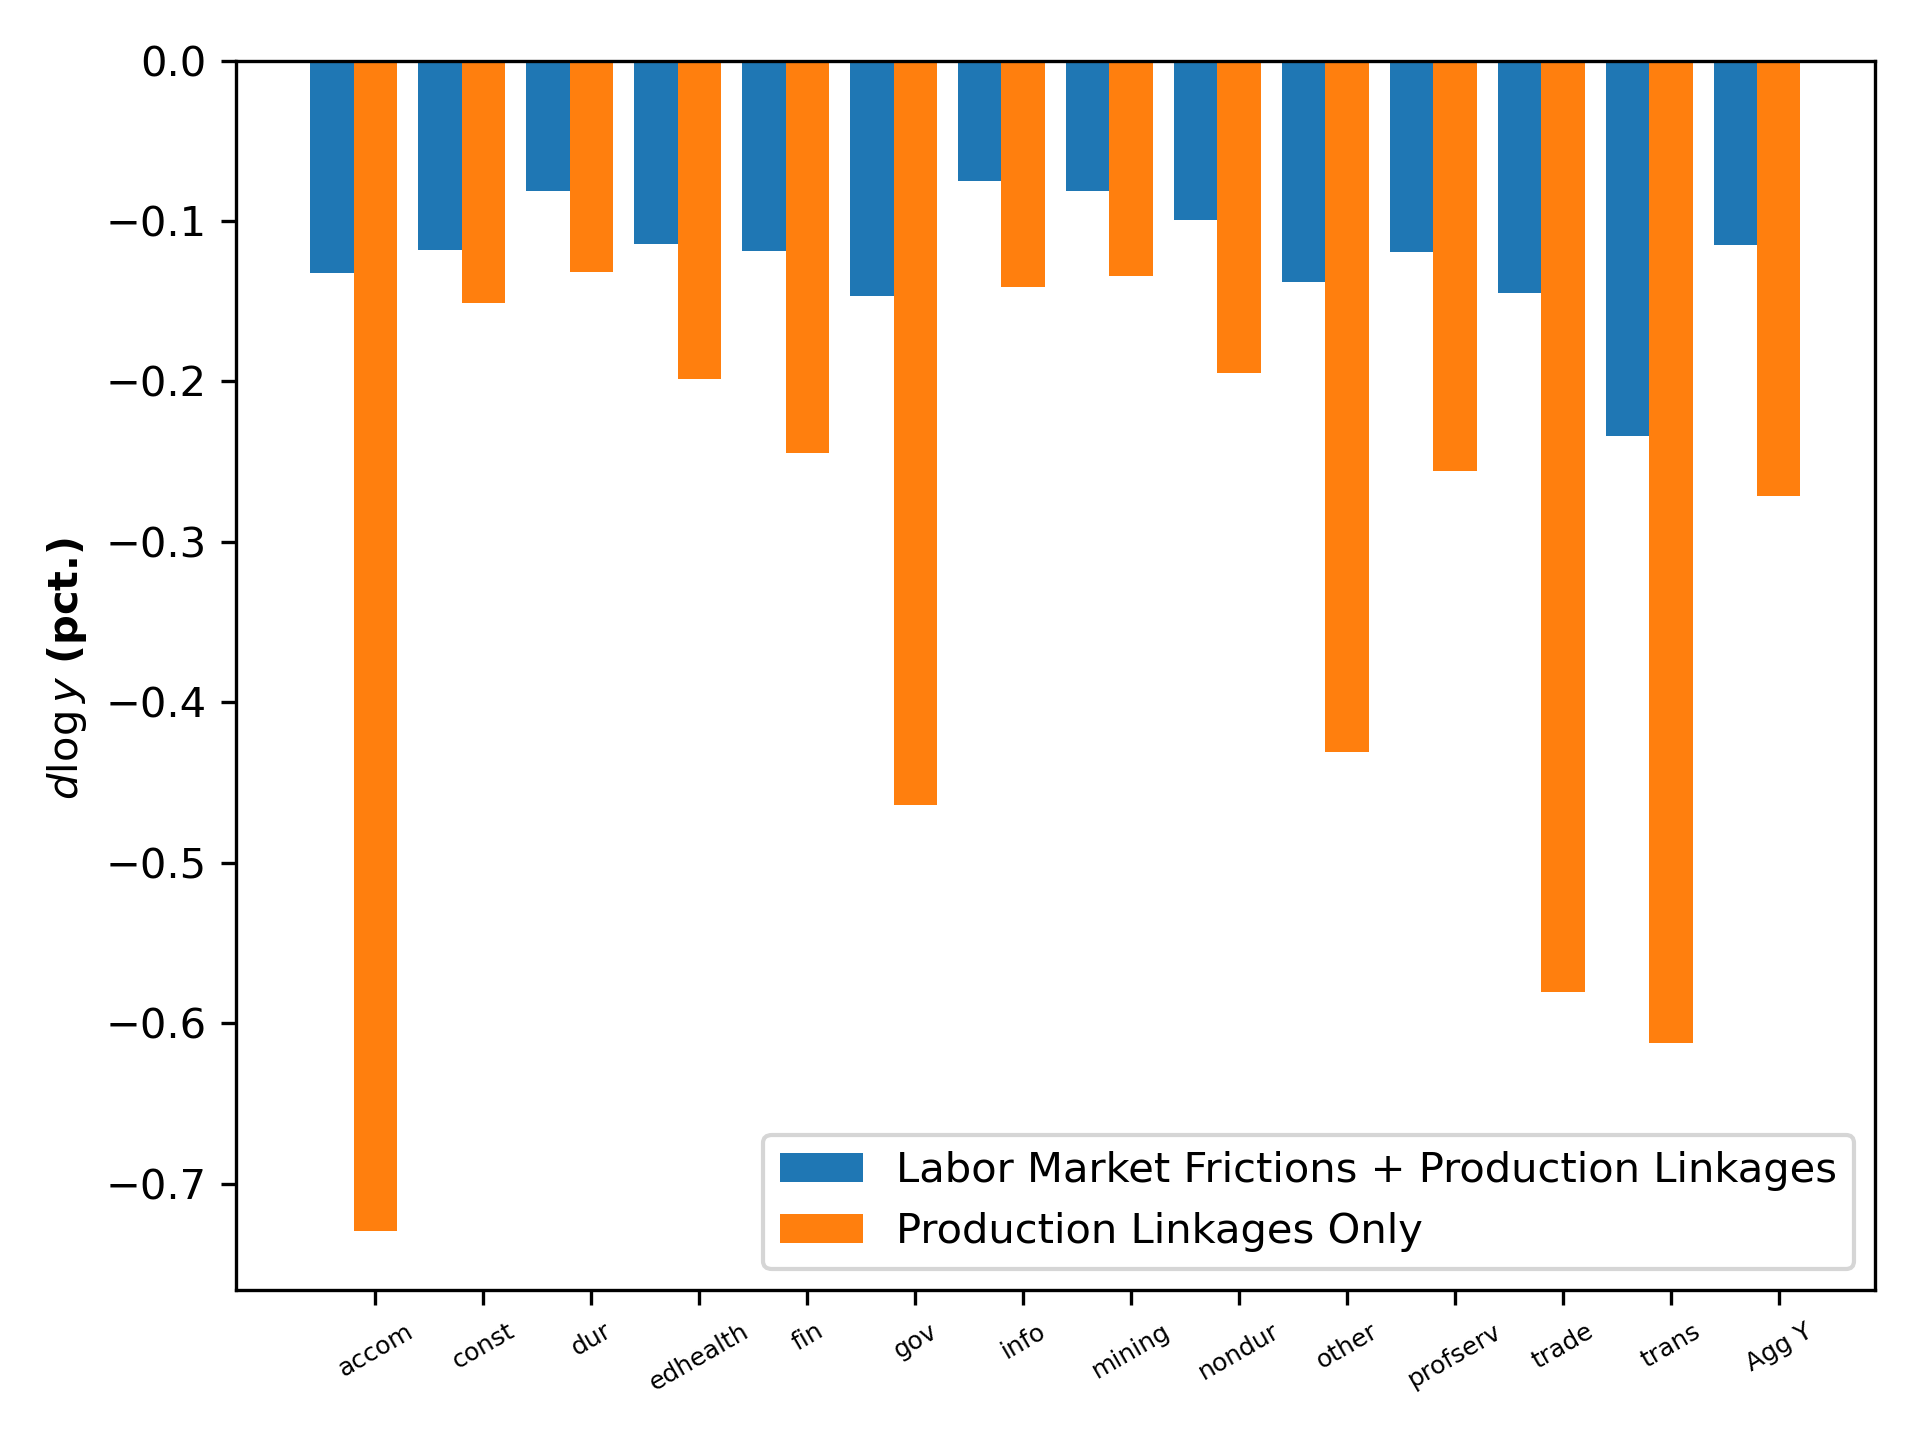 0.0
−0.1
−0.2
−0.3
−0.4
−0.5
−0.6
−0.7
dlog y (pct.)
Labor Market Frictions + Production Linkages
Production Linkages Only
accom const dur edhealth fin gov info mining nondur other profserv trade trans Agg Y